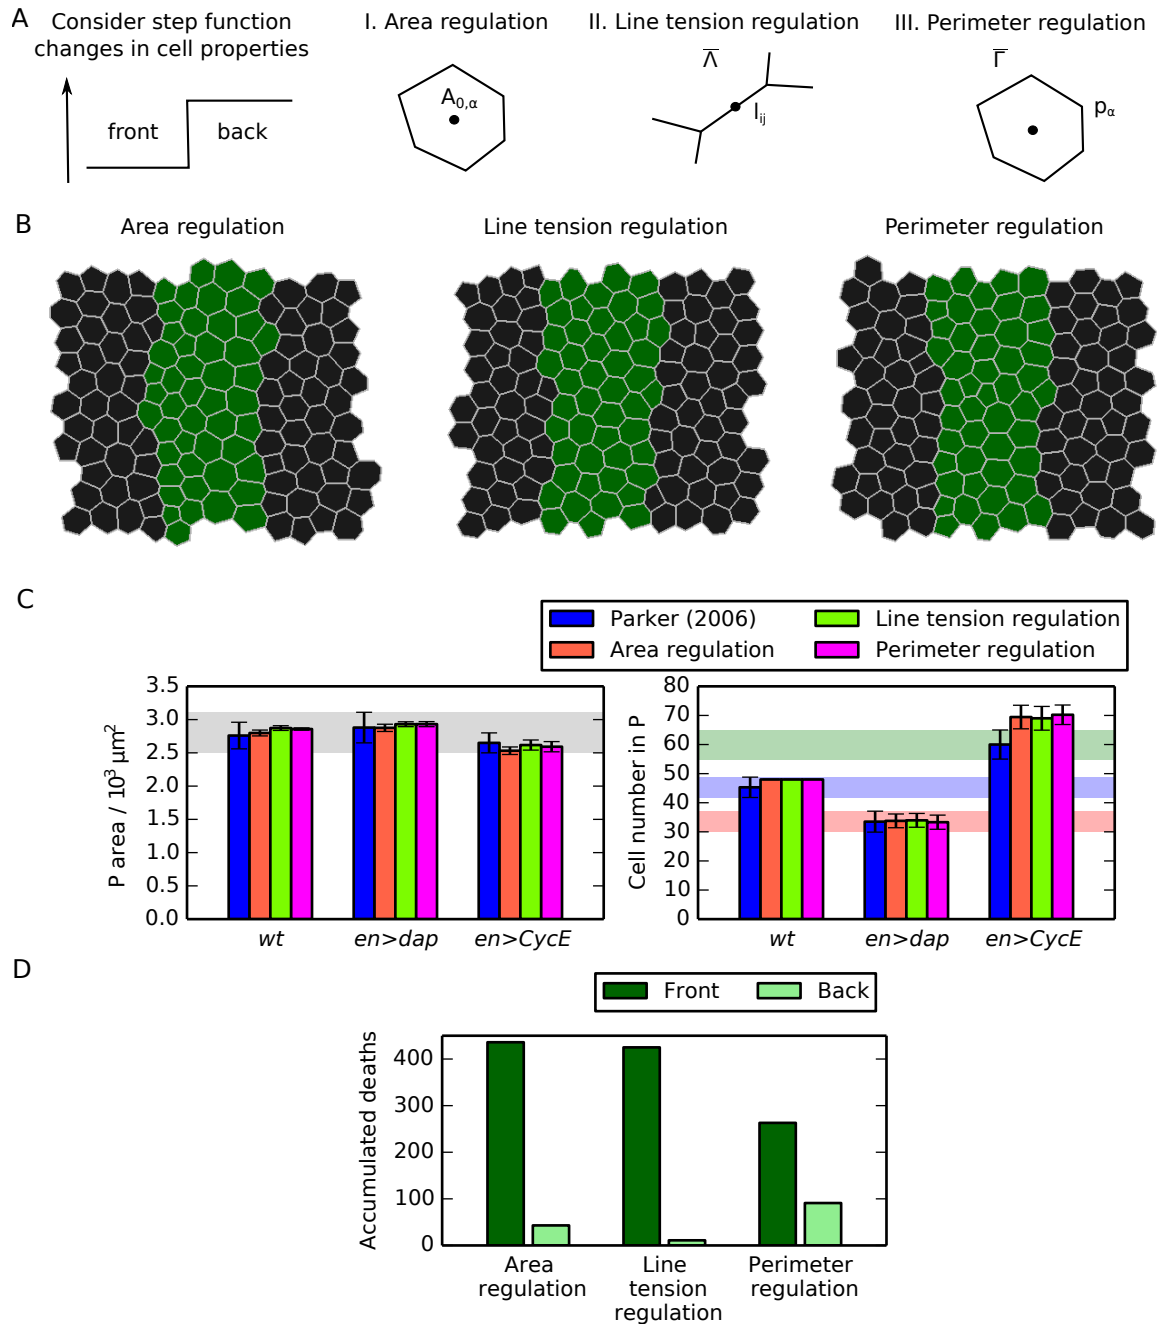 A
Consider step function
changes in cell properties
front
back
I. Area regulation
A0,α
II. Line tension regulation
Λ̅
lij
III. Perimeter regulation
Γ̅
pα
B
Area regulation
Line tension regulation
Perimeter regulation
C
Parker (2006)
Line tension regulation
Area regulation
Perimeter regulation
P area / 10³ μm²
3.5
3.0
2.5
2.0
1.5
1.0
0.5
0.0
wt
en>dap
en>CycE
Cell number in P
80
70
60
50
40
30
20
10
0
wt
en>dap
en>CycE
D
Front
Back
Accumulated deaths
400
300
200
100
0
Area
regulation
Line
tension
regulation
Perimeter
regulation